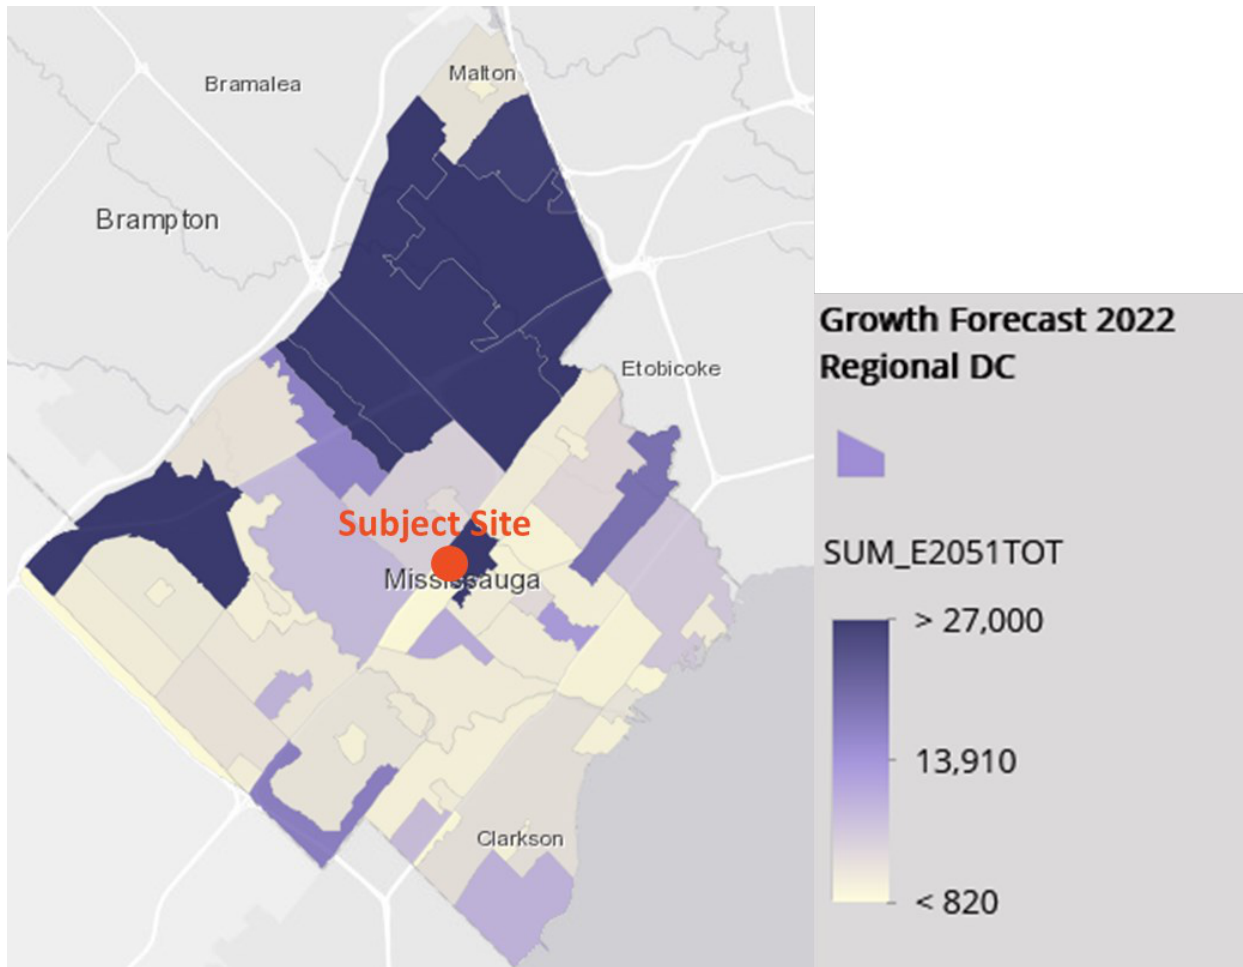 Malton
Bramalea
Brampton
Etobicoke
Subject Site
Mississauga
Clarkson
Growth Forecast 2022
Regional DC
SUM_E2051TOT
> 27,000
13,910
< 820